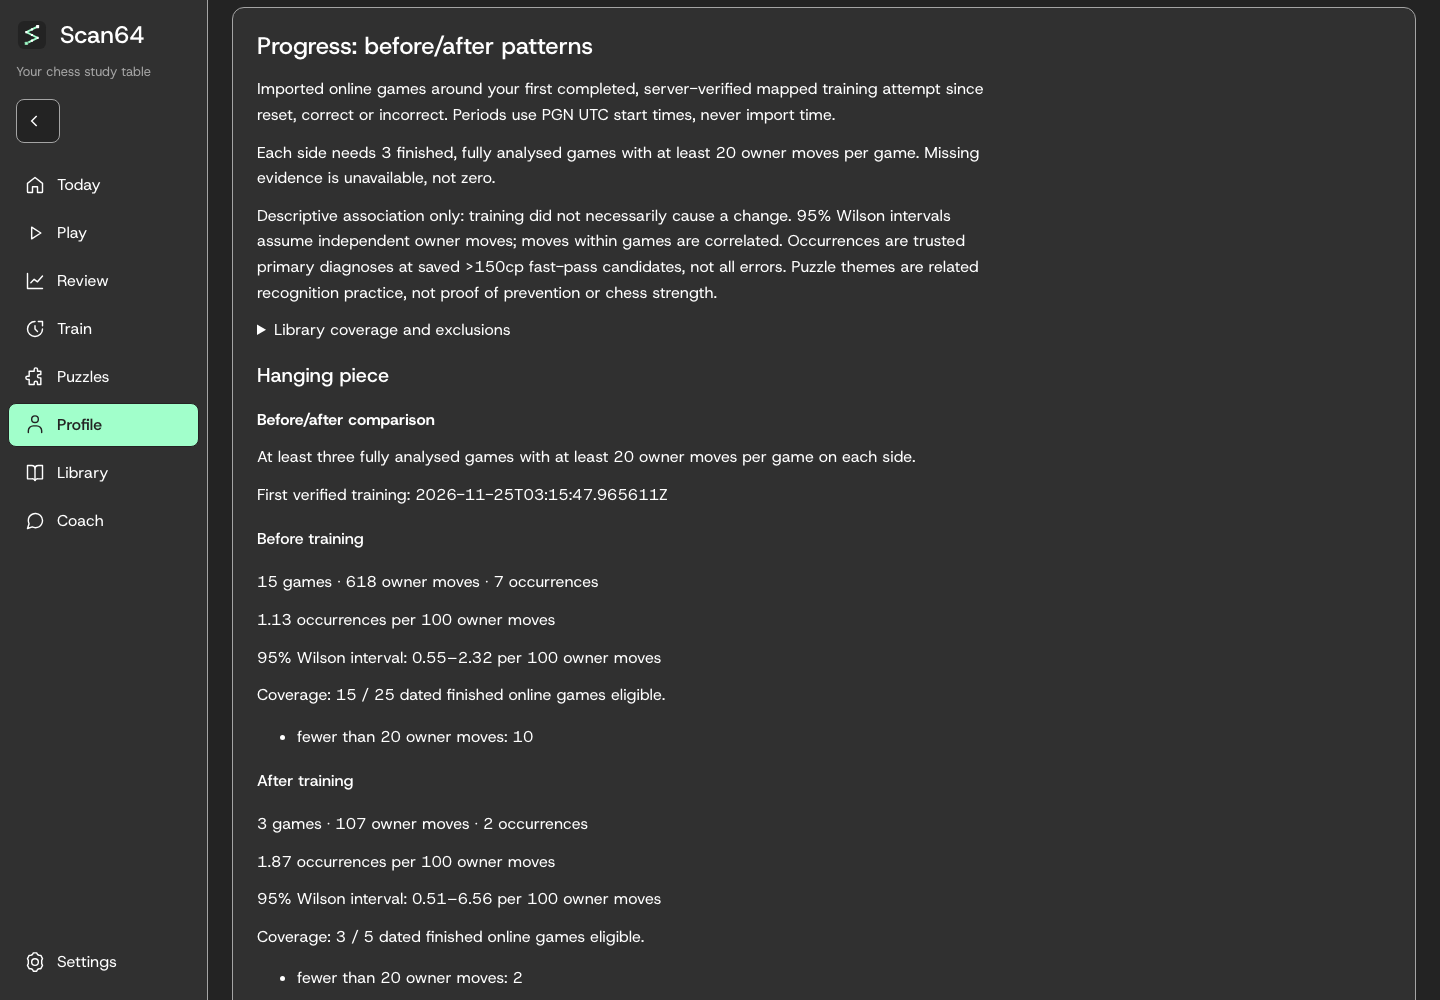 Scan64
Your chess study table
Today
Play
Review
Train
Puzzles
Profile
Library
Coach
Settings
Progress: before/after patterns
Imported online games around your first completed, server-verified mapped training attempt since
reset, correct or incorrect. Periods use PGN UTC start times, never import time.
Each side needs 3 finished, fully analysed games with at least 20 owner moves per game. Missing
evidence is unavailable, not zero.
Descriptive association only: training did not necessarily cause a change. 95% Wilson intervals
assume independent owner moves; moves within games are correlated. Occurrences are trusted
primary diagnoses at saved >150cp fast-pass candidates, not all errors. Puzzle themes are related
recognition practice, not proof of prevention or chess strength.
Library coverage and exclusions
Hanging piece
Before/after comparison
At least three fully analysed games with at least 20 owner moves per game on each side.
First verified training: 2026-11-25T03:15:47.965611Z
Before training
15 games · 618 owner moves · 7 occurrences
1.13 occurrences per 100 owner moves
95% Wilson interval: 0.55–2.32 per 100 owner moves
Coverage: 15 / 25 dated finished online games eligible.
• fewer than 20 owner moves: 10
After training
3 games · 107 owner moves · 2 occurrences
1.87 occurrences per 100 owner moves
95% Wilson interval: 0.51–6.56 per 100 owner moves
Coverage: 3 / 5 dated finished online games eligible.
• fewer than 20 owner moves: 2